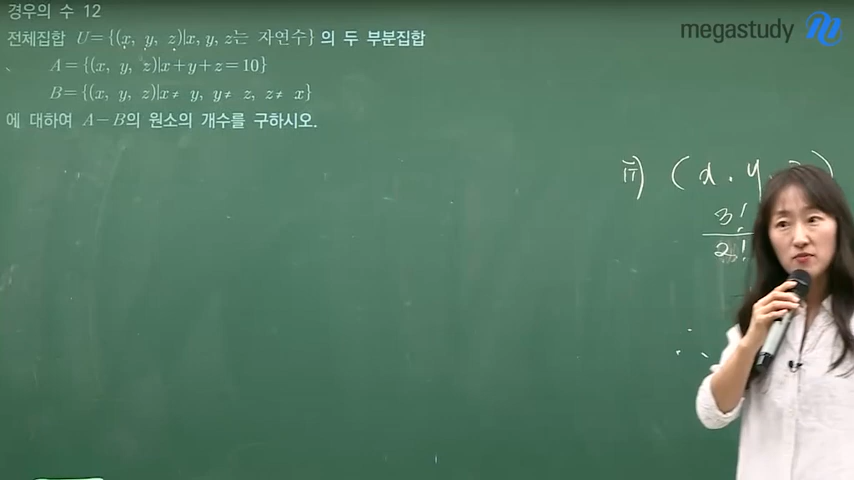 경우의 수 12
전체집합 U={(x, y, z)|x, y, z는 자연수}의 두 부분집합
A={(x, y, z)|x+y+z=10}
B={(x, y, z)|x≠y, y≠z, z≠x}
에 대하여 A-B의 원소의 개수를 구하시오.
megastudy
ii) (x, y, z)
3!
2!
∴